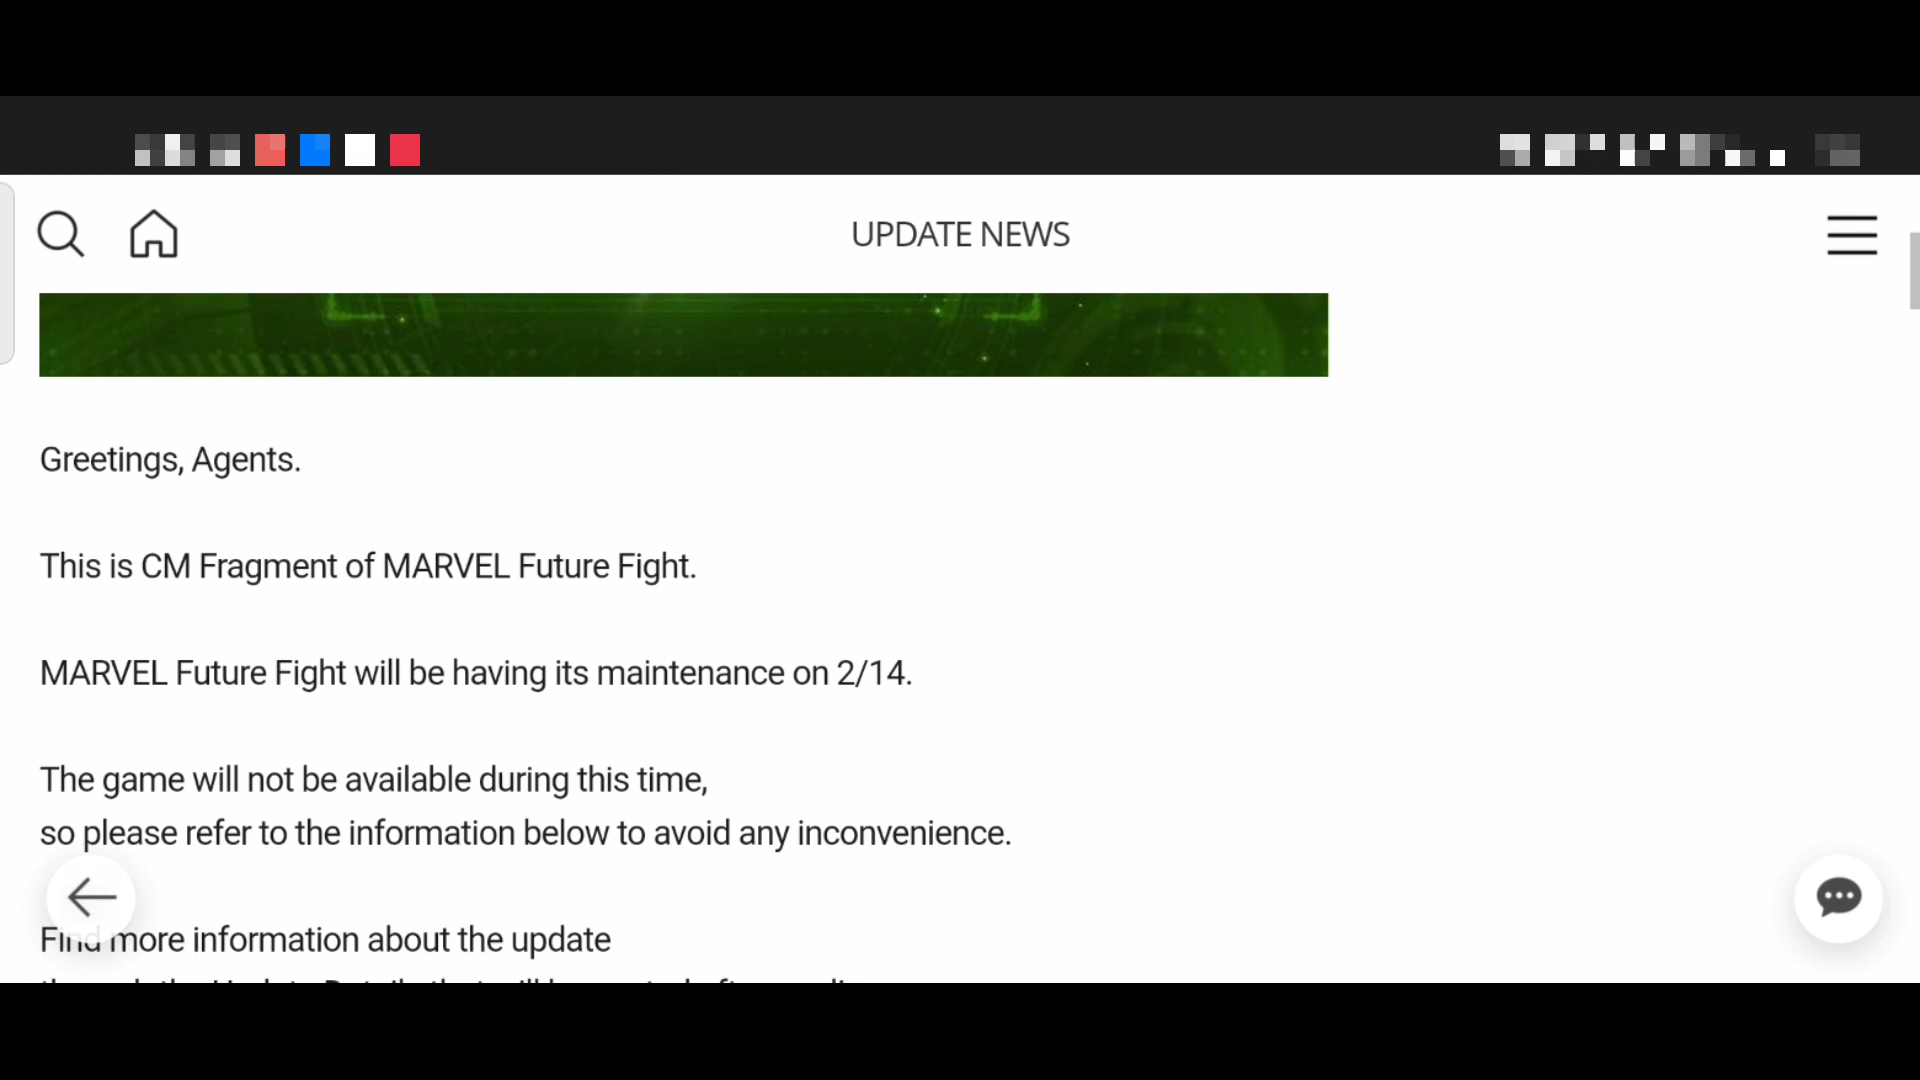 UPDATE NEWS
Greetings, Agents.
This is CM Fragment of MARVEL Future Fight.
MARVEL Future Fight will be having its maintenance on 2/14.
The game will not be available during this time,
so please refer to the information below to avoid any inconvenience.
Find more information about the update